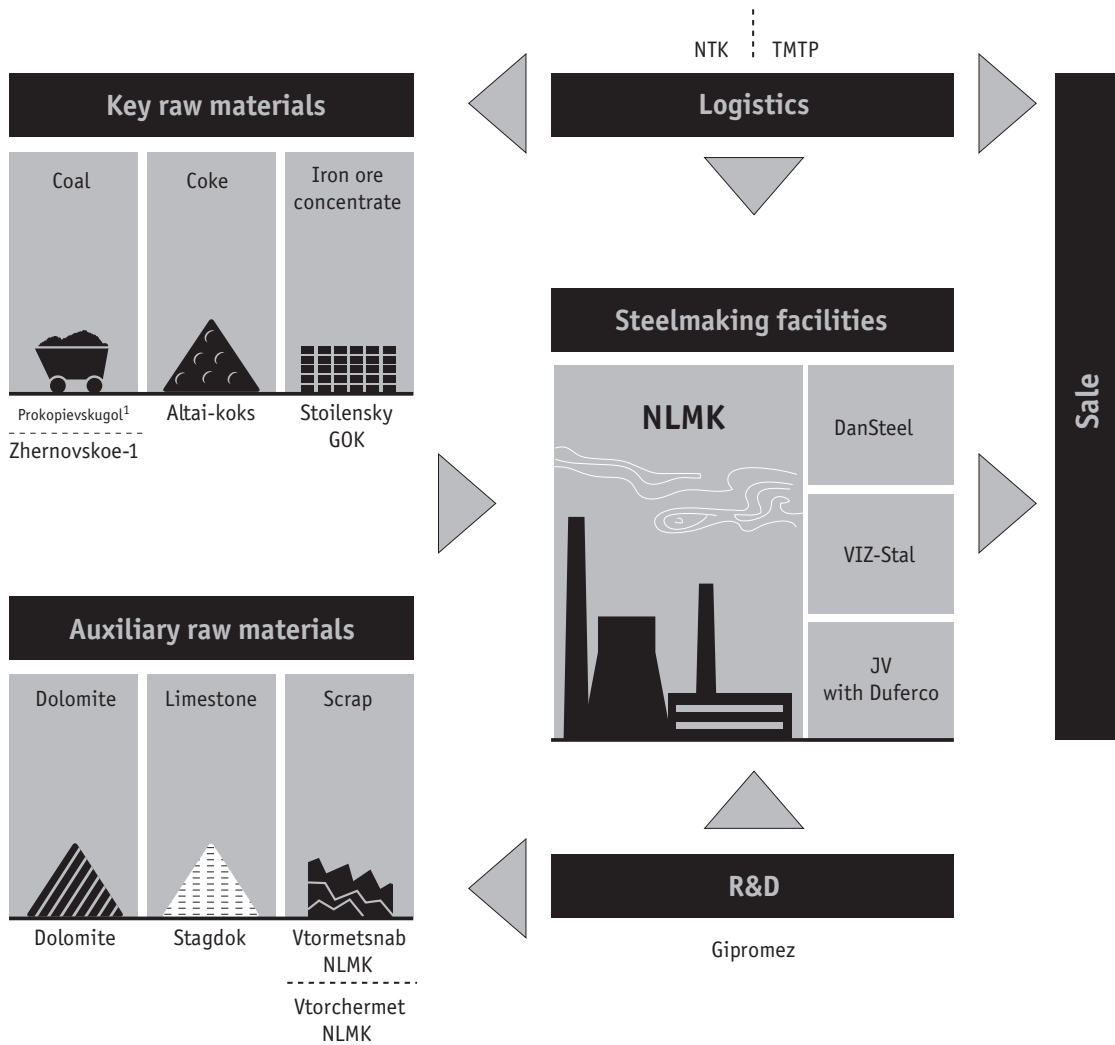 NTK
TMTP
Key raw materials
Logistics
Coal
Coke
Iron ore
concentrate
Prokopievskugol¹
Zhernovskoe-1
Altai-koks
Stoilensky
GOK
Steelmaking facilities
NLMK
DanSteel
VIZ-Stal
JV
with Duferco
Sale
Auxiliary raw materials
Dolomite
Limestone
Scrap
Dolomite
Stagdok
Vtormetsnab
NLMK
Vtorchermet
NLMK
R&D
Gipromez